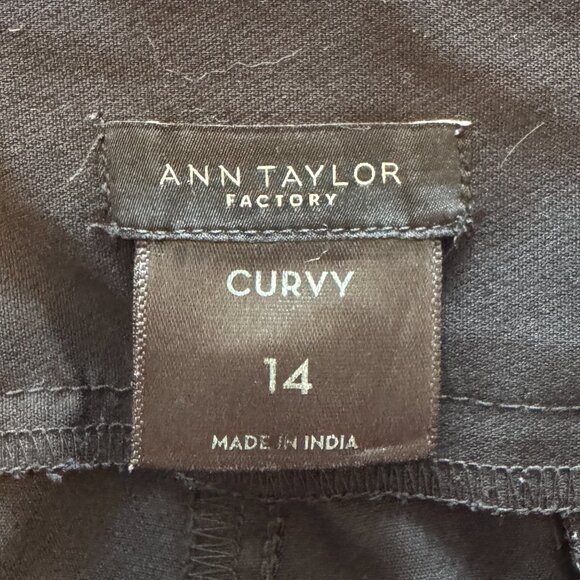 ANN TAYLOR
FACTORY
CURVY
14
MADE IN INDIA